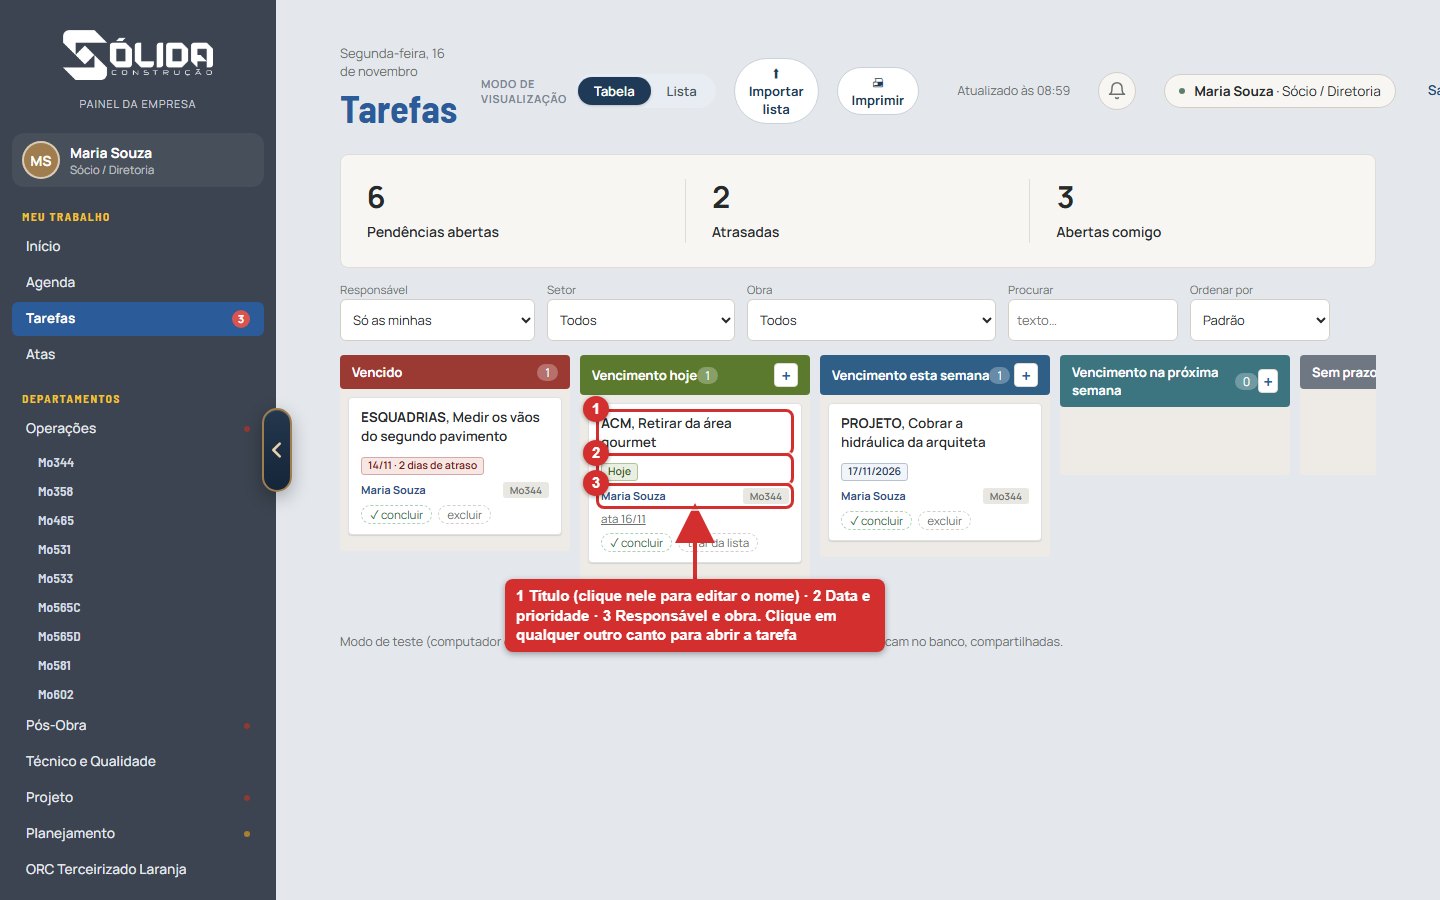 SÓLIDA
CONSTRUÇÃO
PAINEL DA EMPRESA
MS
Maria Souza
Sócio / Diretoria
MEU TRABALHO
Início
Agenda
Tarefas 3
Atas
DEPARTAMENTOS
Operações
Mo344
Mo358
Mo465
Mo531
Mo533
Mo565C
Mo565D
Mo581
Mo602
Pós-Obra
Técnico e Qualidade
Projeto
Planejamento
ORC Terceirizado Laranja
Segunda-feira, 16
de novembro
Tarefas
MODO DE
VISUALIZAÇÃO
Tabela Lista
Importar
lista
Imprimir
Atualizado às 08:59
Maria Souza · Sócio / Diretoria
6
Pendências abertas
2
Atrasadas
3
Abertas comigo
Responsável
Só as minhas
Setor
Todos
Obra
Todos
Procurar
texto...
Ordenar por
Padrão
Vencido 1
ESQUADRIAS, Medir os vãos
do segundo pavimento
14/11 · 2 dias de atraso
Maria Souza Mo344
✓ concluir excluir
Vencimento hoje 1 +
1
ACM, Retirar da área
gourmet
2
Hoje
3
Maria Souza Mo344
ata 16/11
✓ concluir da lista
Vencimento esta semana 1 +
PROJETO, Cobrar a
hidráulica da arquiteta
17/11/2026
Maria Souza Mo344
✓ concluir excluir
Vencimento na próxima
semana 0 +
Sem prazo
1 Título (clique nele para editar o nome) · 2 Data e
prioridade · 3 Responsável e obra. Clique em
qualquer outro canto para abrir a tarefa
Modo de teste (computador
cam no banco, compartilhadas.